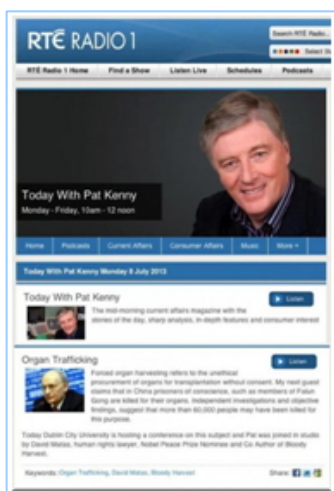 RTÉ RADIO 1
Search RTÉ Radio...
Select
RTÉ Radio 1 Home Find a Show Listen Live Schedules Podcasts
Today With Pat Kenny
Monday - Friday, 10am - 12 noon
Home Podcasts Current Affairs Consumer Affairs Music More
Today With Pat Kenny Monday 8 July 2013
Today With Pat Kenny
Listen
The mid-morning current affairs magazine with the
stories of the day, sharp analysis, in depth features and consumer interest
Organ Trafficking
Listen
Forced organ harvesting refers to the unethical
procurement of organs for transplantation without consent. My next guest
claims that in China prisoners of conscience, such as members of Falun
Gong are killed for their organs. Independent investigations and objective
findings, suggest that more than 60,000 people may have been killed for
this purpose.
Today Dublin City University is hosting a conference on this subject and Pat was joined in studio
by David Matas, human rights lawyer, Nobel Peace Prize Nominee and Co Author of Bloody
Harvest.
Keywords: Organ Trafficking, David Matas, Bloody Harvest
Share: